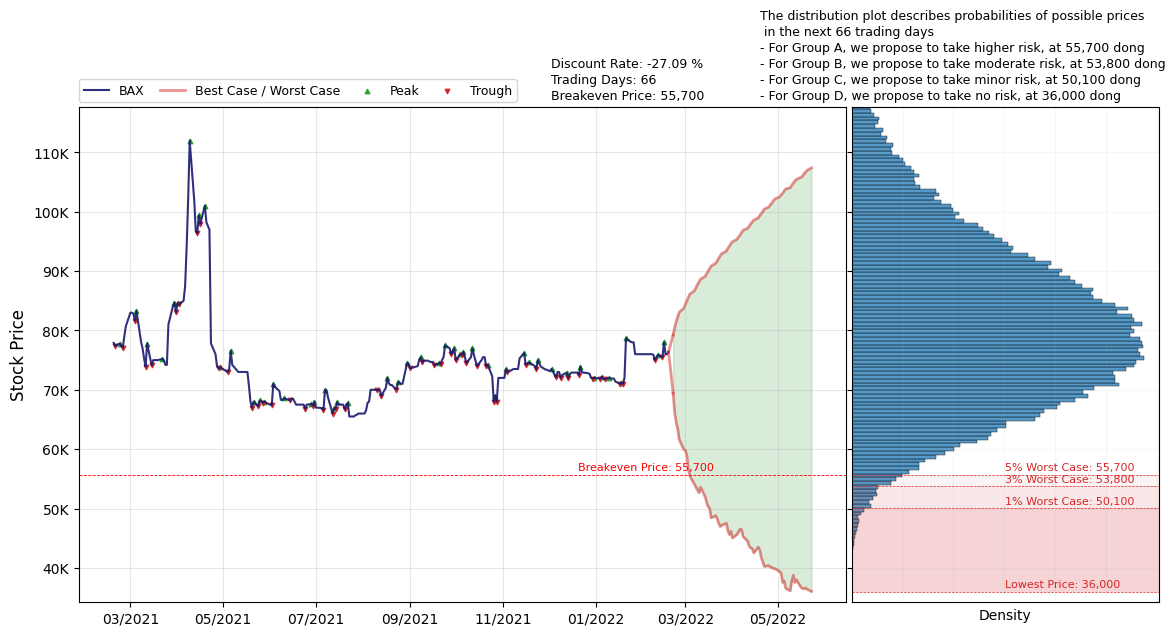 The distribution plot describes probabilities of possible prices
in the next 66 trading days
- For Group A, we propose to take higher risk, at 55,700 dong
- For Group B, we propose to take moderate risk, at 53,800 dong
- For Group C, we propose to take minor risk, at 50,100 dong
- For Group D, we propose to take no risk, at 36,000 dong
Discount Rate: -27.09 %
Trading Days: 66
Breakeven Price: 55,700
BAX
Best Case / Worst Case
Peak
Trough
Stock Price
110K
100K
90K
80K
70K
60K
50K
40K
Breakeven Price: 55,700
03/2021
05/2021
07/2021
09/2021
11/2021
01/2022
03/2022
05/2022
5% Worst Case: 55,700
3% Worst Case: 53,800
1% Worst Case: 50,100
Lowest Price: 36,000
Density